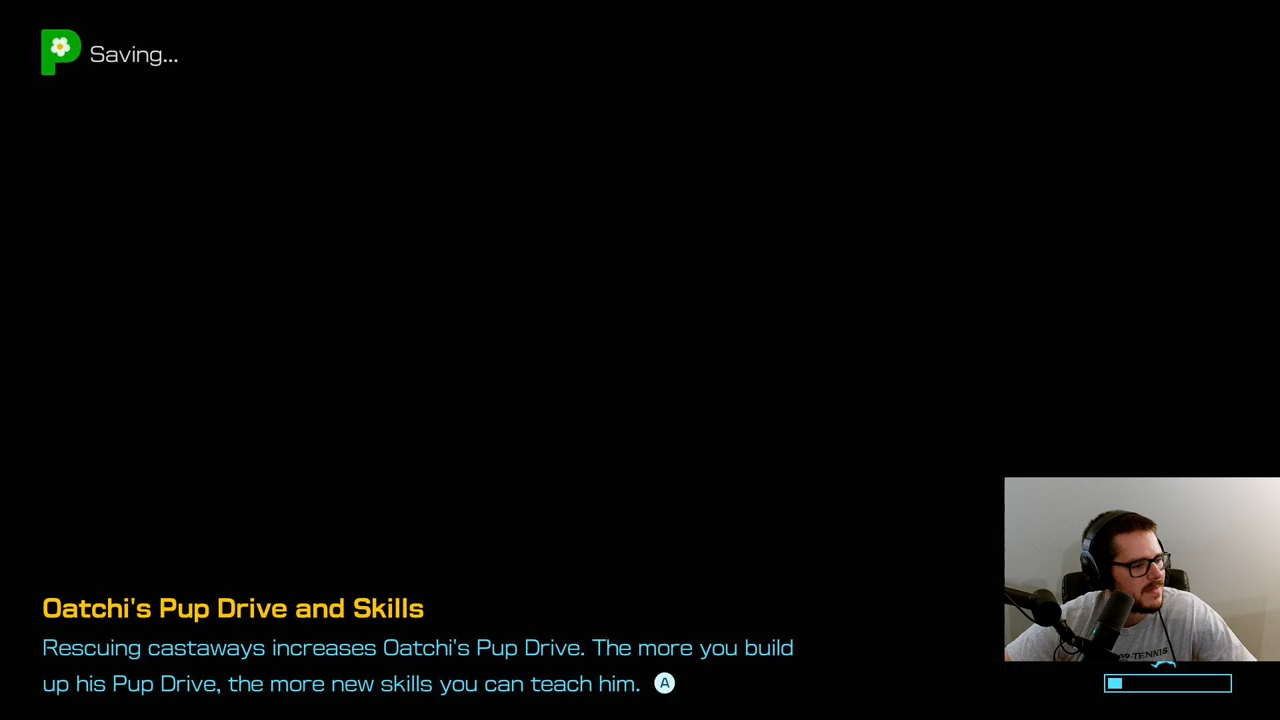 Saving...
Oatchi's Pup Drive and Skills
Rescuing castaways increases Oatchi's Pup Drive. The more you build
up his Pup Drive, the more new skills you can teach him. A
TENNIS